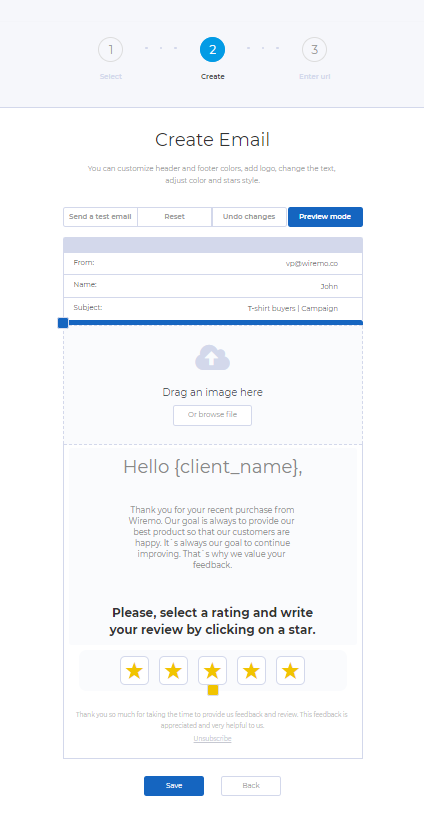 1
2
3
Select
Create
Enter url
Create Email
You can customize header and footer colors, add logo, change the text,
adjust color and stars style.
Send a test email
Reset
Undo changes
Preview mode
From:
vp@wiremo.co
Name:
John
Subject:
T-shirt buyers | Campaign
Drag an image here
Or browse file
Hello {client_name},
Thank you for your recent purchase from
Wiremo. Our goal is always to provide our
best product so that our customers are
happy. It`s always our goal to continue
improving. That`s why we value your
feedback.
Please, select a rating and write
your review by clicking on a star.
Thank you so much for taking the time to provide us feedback and review. This feedback is
appreciated and very helpful to us.
Unsubscribe
Save
Back